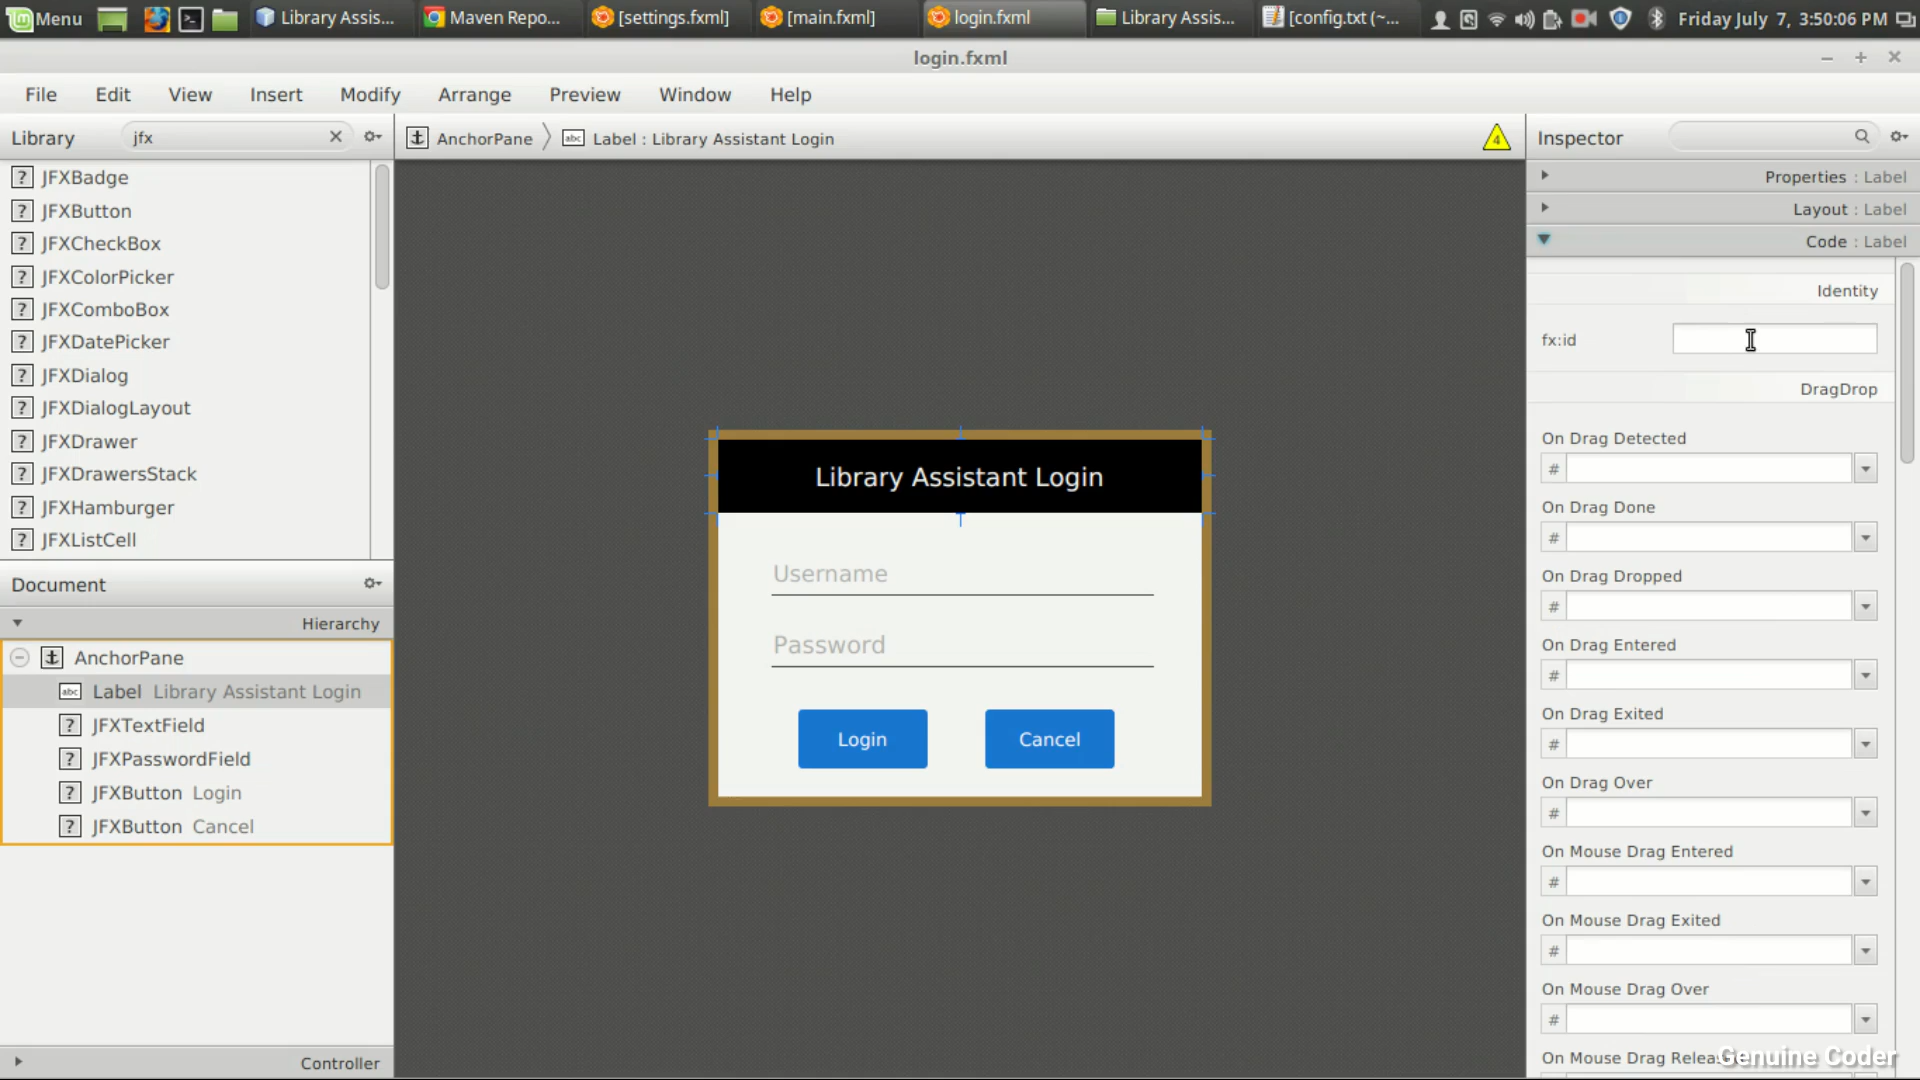 Menu
Library Assis...
Maven Repo...
[settings.fxml]
[main.fxml]
login.fxml
Library Assis...
[config.txt (~...
Friday July 7, 3:50:06 PM
login.fxml
File Edit View Insert Modify Arrange Preview Window Help
Library
jfx
AnchorPane
abc
Label : Library Assistant Login
4
Inspector
? JFXBadge
? JFXButton
? JFXCheckBox
? JFXColorPicker
? JFXComboBox
? JFXDatePicker
? JFXDialog
? JFXDialogLayout
? JFXDrawer
? JFXDrawersStack
? JFXHamburger
? JFXListCell
Document
Hierarchy
AnchorPane
abc Label Library Assistant Login
? JFXTextField
? JFXPasswordField
? JFXButton Login
? JFXButton Cancel
Controller
Library Assistant Login
Username
Password
Login
Cancel
Properties : Label
Layout : Label
Code : Label
Identity
fx:id
DragDrop
On Drag Detected
#
On Drag Done
#
On Drag Dropped
#
On Drag Entered
#
On Drag Exited
#
On Drag Over
#
On Mouse Drag Entered
#
On Mouse Drag Exited
#
On Mouse Drag Over
#
On Mouse Drag
Genuine Coder